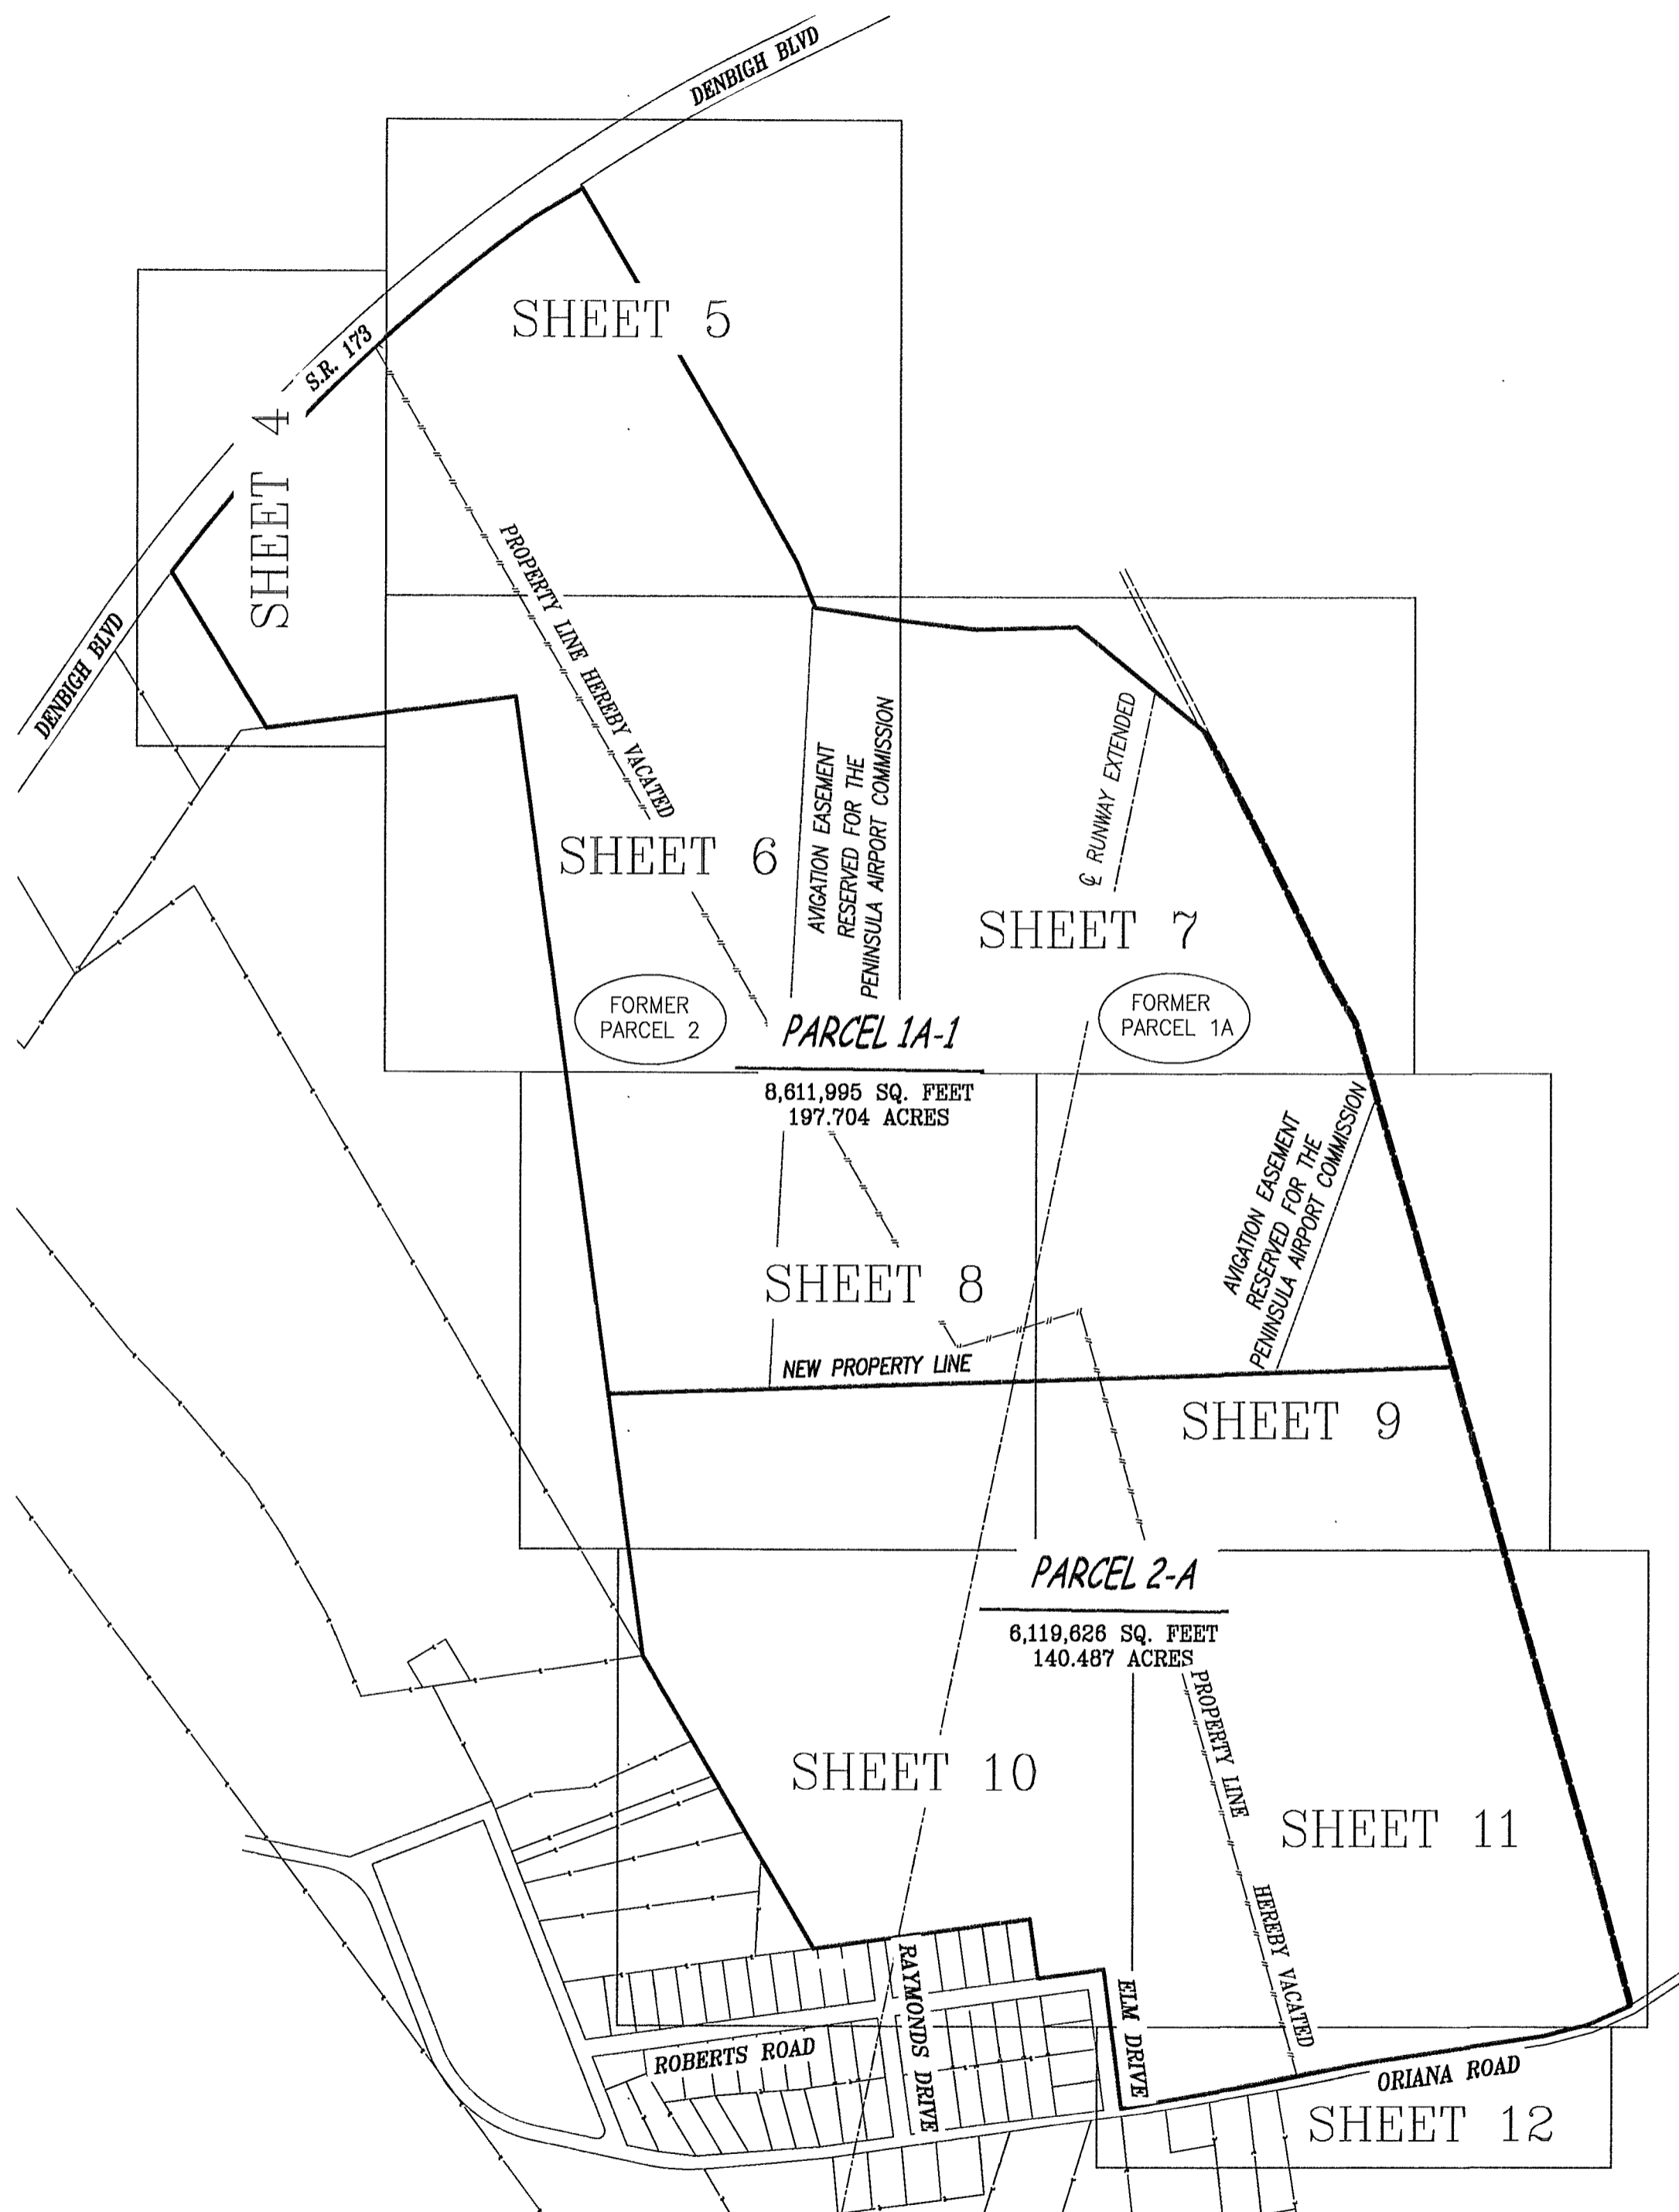 DENBIGH BLVD
SHEET 5
S.R. 173
SHEET 4
DENBIGH BLVD
PROPERTY LINE HEREBY VACATED
AVIGATION EASEMENT
RESERVED FOR THE
PENINSULA AIRPORT COMMISSION
℄ RUNWAY EXTENDED
SHEET 6
SHEET 7
FORMER
PARCEL 2
FORMER
PARCEL 1A
PARCEL 1A-1
8,611,995 SQ. FEET
197.704 ACRES
AVIGATION EASEMENT
RESERVED FOR THE
PENINSULA AIRPORT COMMISSION
SHEET 8
NEW PROPERTY LINE
SHEET 9
PARCEL 2-A
6,119,626 SQ. FEET
140.487 ACRES
PROPERTY LINE
HEREBY VACATED
SHEET 10
SHEET 11
RAYMONDS DRIVE
ELM DRIVE
ROBERTS ROAD
ORIANA ROAD
SHEET 12